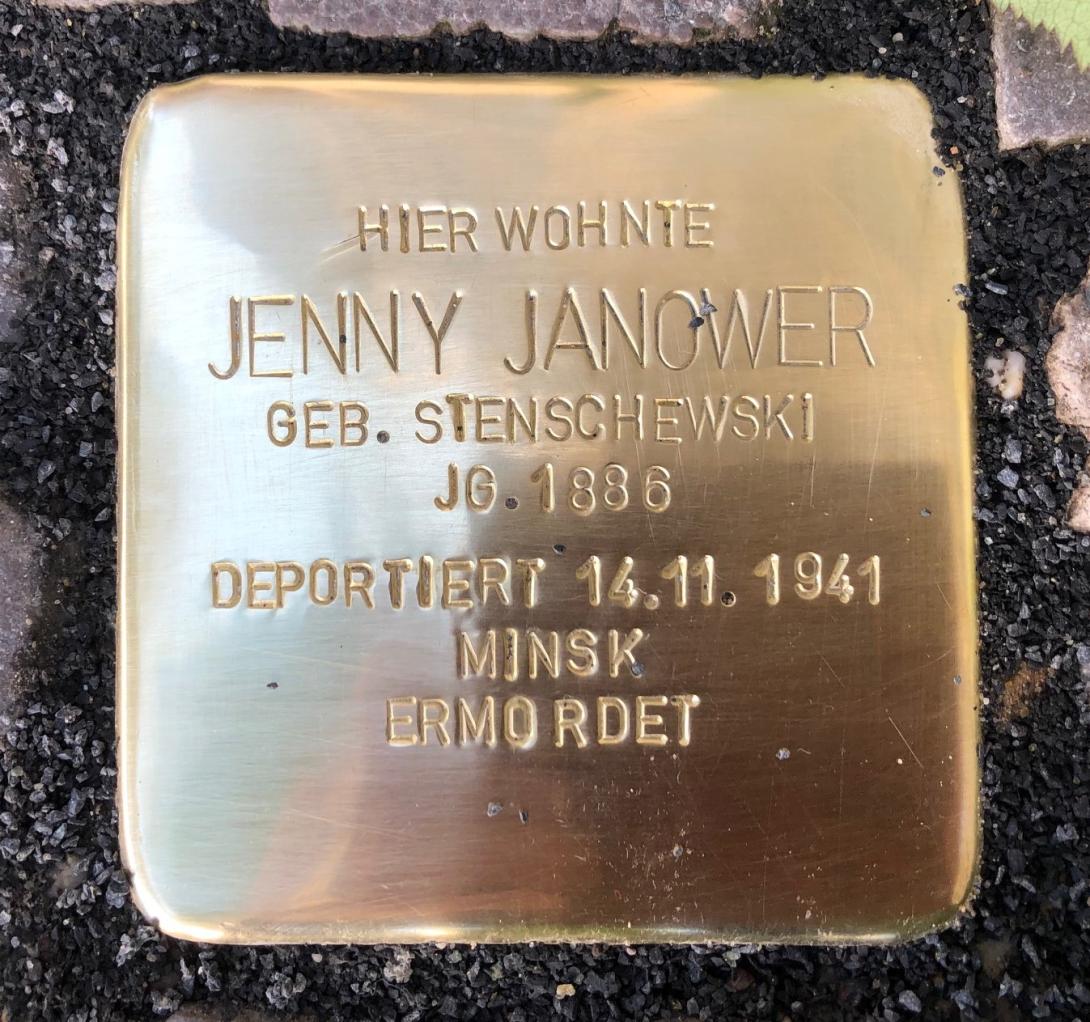 HIER WOHNTE
JENNY JANOWER
GEB. STENSCHEWSKI
JG. 1886
DEPORTIERT 14.11.1941
MINSK
ERMORDET